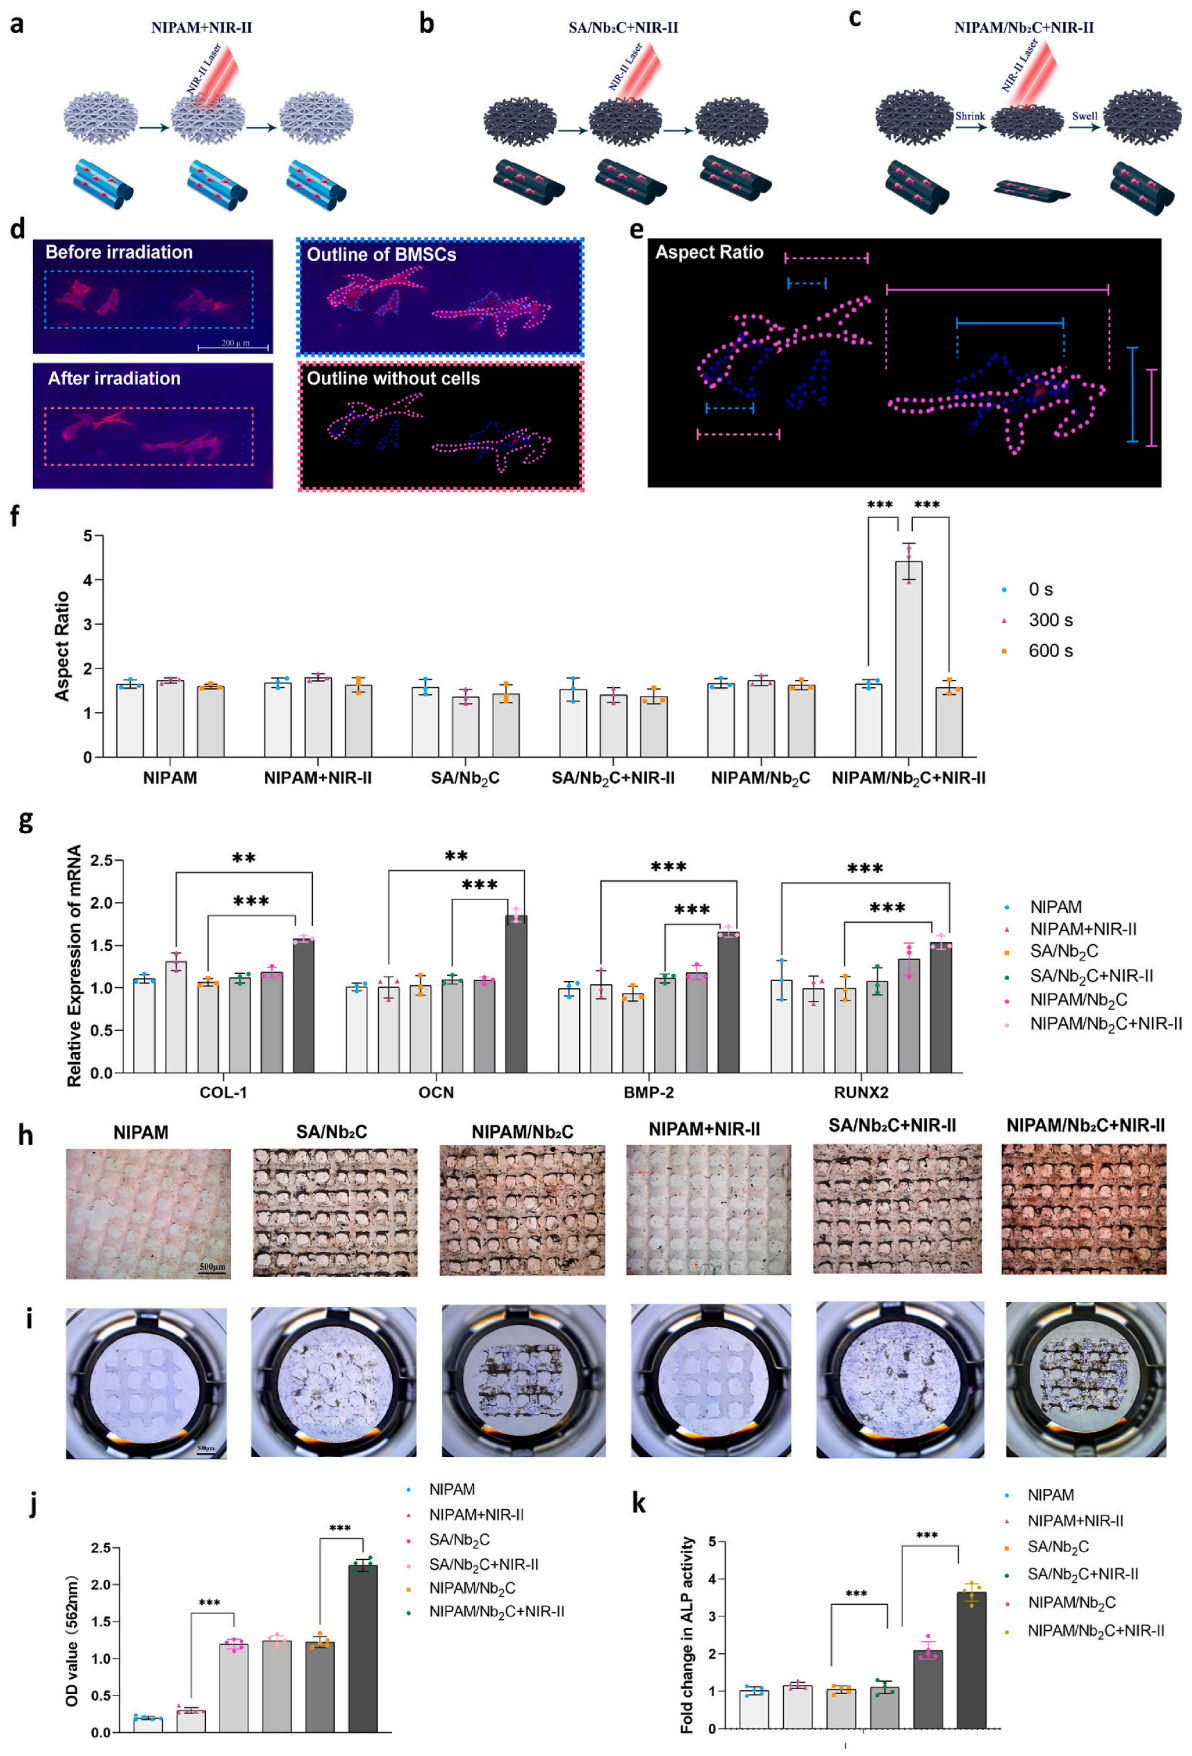 a
NIPAM+NIR-II
NIR-II Laser
b
SA/Nb₂C+NIR-II
NIR-II Laser
c
NIPAM/Nb₂C+NIR-II
NIR-II Laser
Shrink
Swell
d
Before irradiation
200 μm
After irradiation
Outline of BMSCs
Outline without cells
e
Aspect Ratio
f
Aspect Ratio
5
4
3
2
1
0
*** ***
NIPAM
NIPAM+NIR-II
SA/Nb₂C
SA/Nb₂C+NIR-II
NIPAM/Nb₂C
NIPAM/Nb₂C+NIR-II
0 s
300 s
600 s
g
Relative Expression of mRNA
2.5
2.0
1.5
1.0
0.5
0.0
**
***
**
***
***
***
***
***
COL-1
OCN
BMP-2
RUNX2
NIPAM
NIPAM+NIR-II
SA/Nb₂C
SA/Nb₂C+NIR-II
NIPAM/Nb₂C
NIPAM/Nb₂C+NIR-II
h
NIPAM
SA/Nb₂C
NIPAM/Nb₂C
NIPAM+NIR-II
SA/Nb₂C+NIR-II
NIPAM/Nb₂C+NIR-II
500μm
i
500μm
j
OD value (562nm)
2.5
2.0
1.5
1.0
0.5
0.0
***
***
NIPAM
NIPAM+NIR-II
SA/Nb₂C
SA/Nb₂C+NIR-II
NIPAM/Nb₂C
NIPAM/Nb₂C+NIR-II
k
Fold change in ALP activity
5
4
3
2
1
0
***
***
NIPAM
NIPAM+NIR-II
SA/Nb₂C
SA/Nb₂C+NIR-II
NIPAM/Nb₂C
NIPAM/Nb₂C+NIR-II